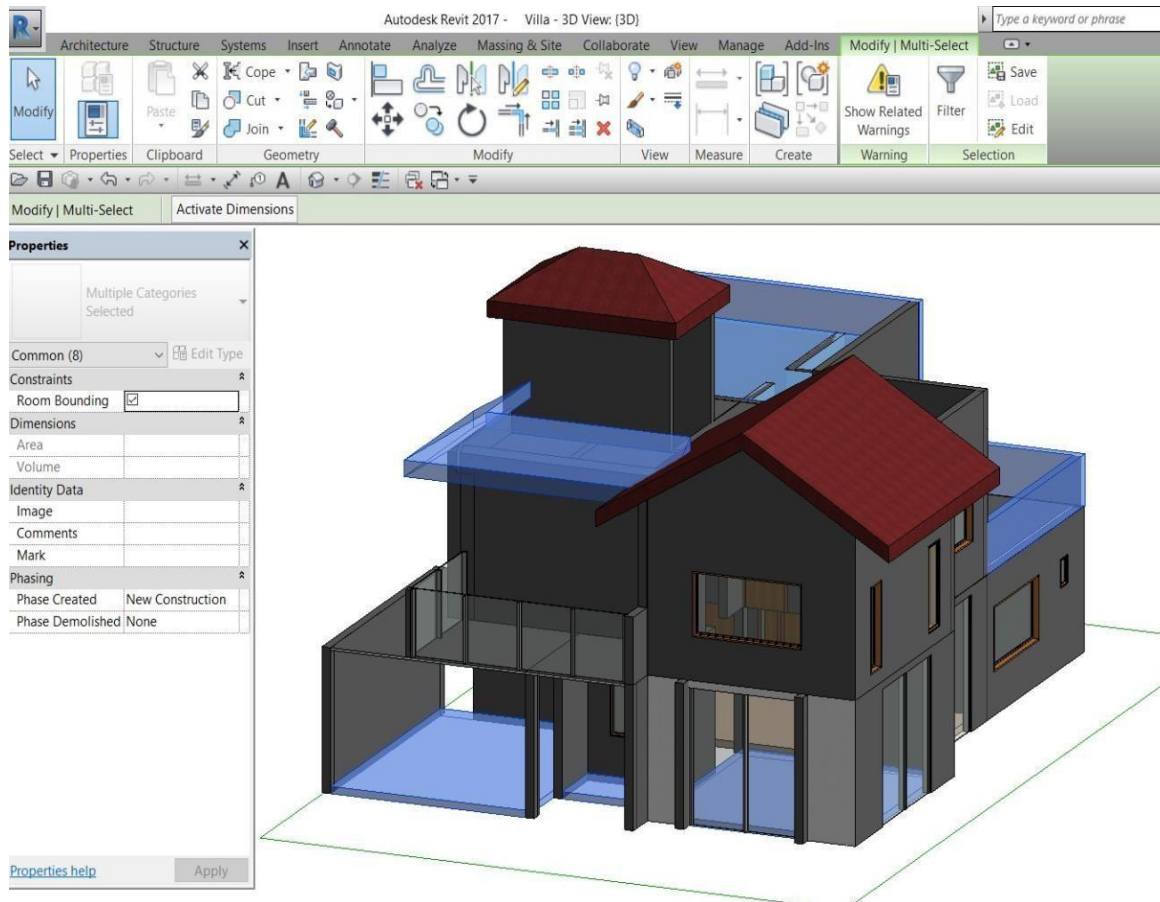 Autodesk Revit 2017 - Villa - 3D View: {3D}
Type a keyword or phrase
R
Architecture Structure Systems Insert Annotate Analyze Massing & Site Collaborate View Manage Add-Ins Modify | Multi-Select
Cope
Save
Cut
Load
Modify
Paste
Join
Show Related
Warnings
Filter
Edit
Select Properties Clipboard Geometry Modify View Measure Create Warning Selection
A
Modify | Multi-Select Activate Dimensions
Properties
Multiple Categories
Selected
Common (8) Edit Type
Constraints
Room Bounding
Dimensions
Area
Volume
Identity Data
Image
Comments
Mark
Phasing
Phase Created New Construction
Phase Demolished None
Properties help Apply